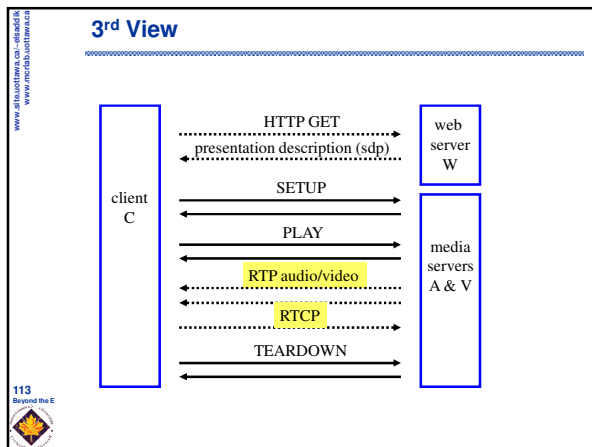 www.site.uottawa.ca/~elsaddik
www.mcrlab.uottawa.ca
3rd View
HTTP GET
presentation description (sdp)
web
server
W
SETUP
client
C
PLAY
media
servers
A & V
RTP audio/video
RTCP
TEARDOWN
113
Beyond the E